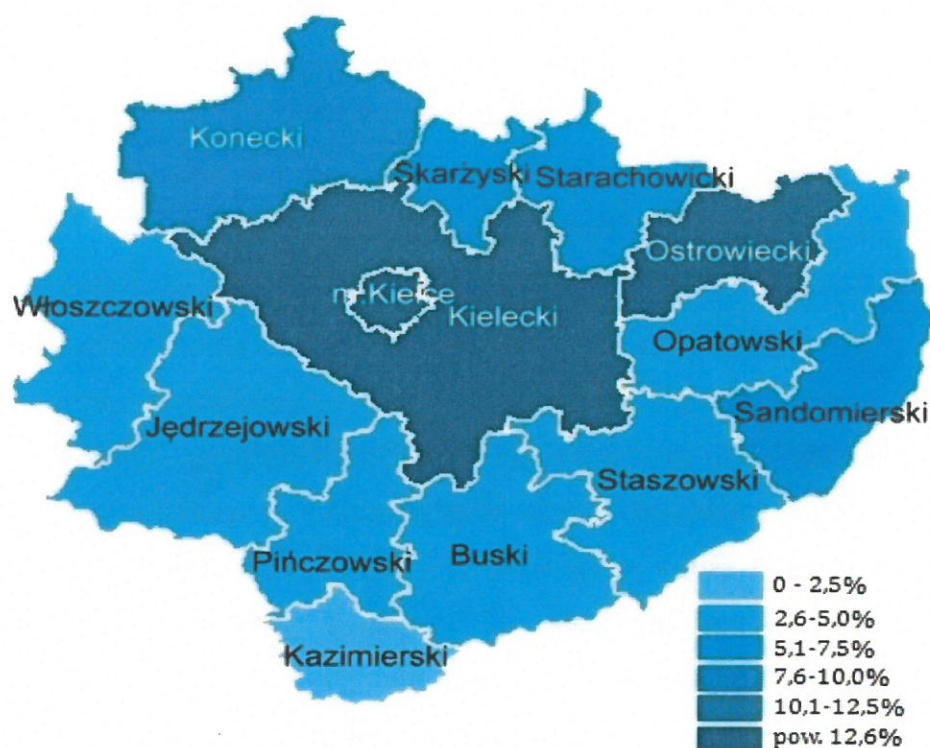 Konecki
Skarżyski
Starachowicki
Ostrowiecki
Włoszczowski
m.Kielce
Kielecki
Opatowski
Jędrzejowski
Sandomierski
Staszowski
Pińczowski
Buski
Kazimierski
0 - 2,5%
2,6-5,0%
5,1-7,5%
7,6-10,0%
10,1-12,5%
pow. 12,6%